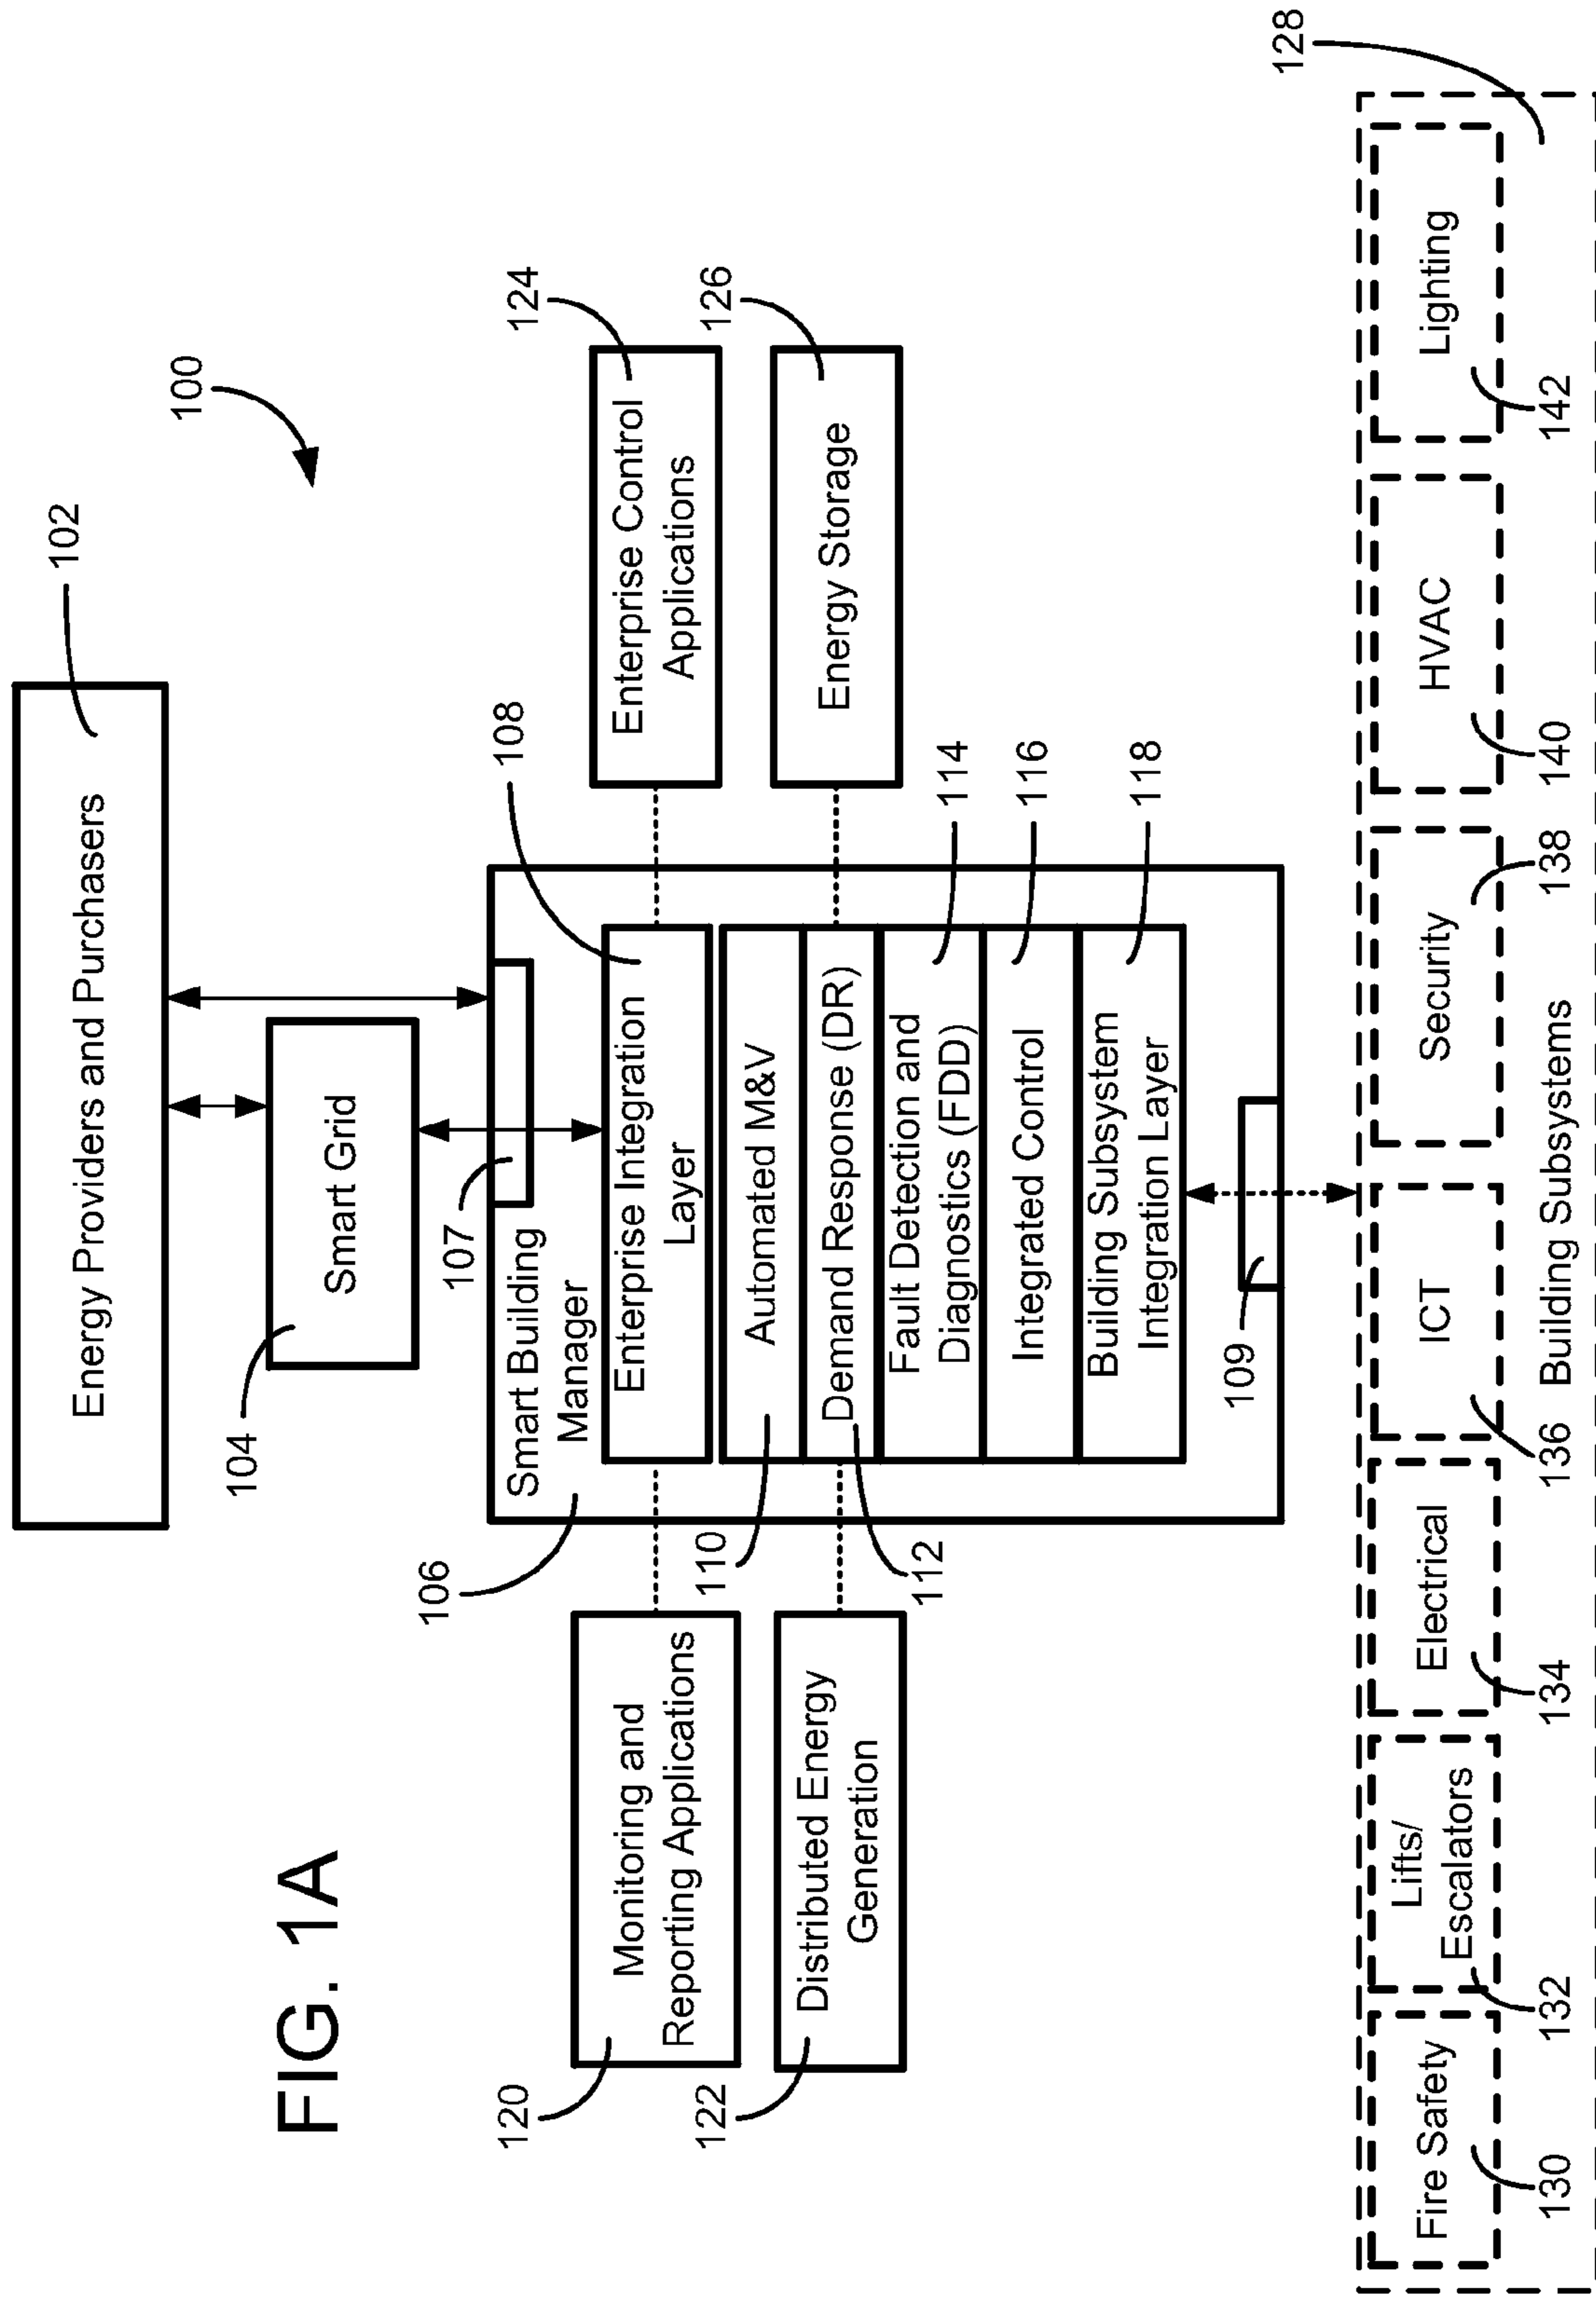 FIG. 1A
100
Energy Providers and Purchasers
102
Smart Grid
104
107
Smart Building
Manager
106
108
Enterprise Integration
Layer
Automated M&V
110
Demand Response (DR)
112
Fault Detection and
Diagnostics (FDD)
114
Integrated Control
116
Building Subsystem
Integration Layer
118
109
Monitoring and
Reporting Applications
120
Distributed Energy
Generation
122
Enterprise Control
Applications
124
Energy Storage
126
128
Fire Safety
130
Lifts/
Escalators
132
Electrical
134
ICT
136
Security
138
HVAC
140
Lighting
142
Building Subsystems